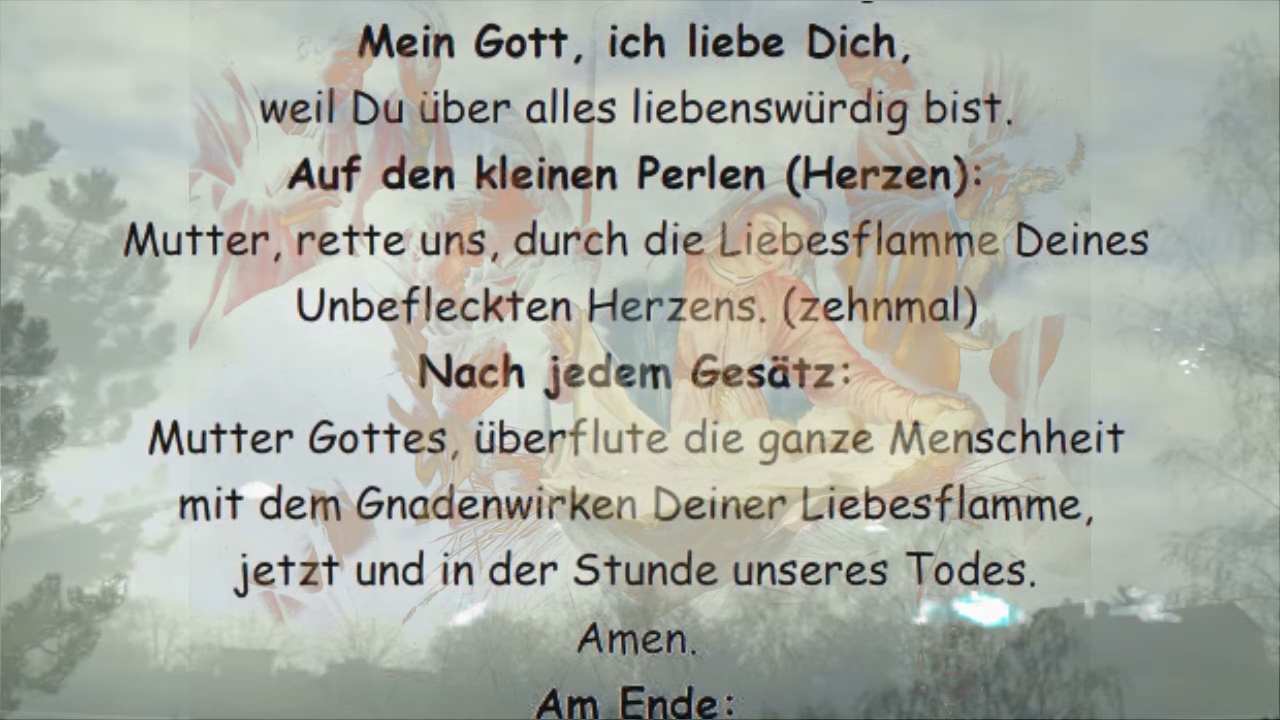 Mein Gott, ich liebe Dich,
weil Du über alles liebenswürdig bist.
Auf den kleinen Perlen (Herzen):
Mutter, rette uns, durch die Liebesflamme Deines
Unbefleckten Herzens. (zehnmal)
Nach jedem Gesätz:
Mutter Gottes, überflute die ganze Menschheit
mit dem Gnadenwirken Deiner Liebesflamme,
jetzt und in der Stunde unseres Todes.
Amen.
Am Ende: